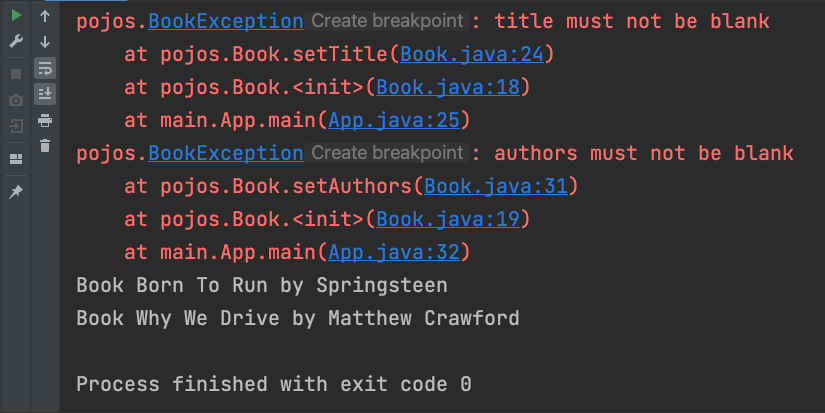 pojos.BookException Create breakpoint : title must not be blank
    at pojos.Book.setTitle(Book.java:24)
    at pojos.Book.<init>(Book.java:18)
    at main.App.main(App.java:25)
pojos.BookException Create breakpoint : authors must not be blank
    at pojos.Book.setAuthors(Book.java:31)
    at pojos.Book.<init>(Book.java:19)
    at main.App.main(App.java:32)
Book Born To Run by Springsteen
Book Why We Drive by Matthew Crawford
Process finished with exit code 0